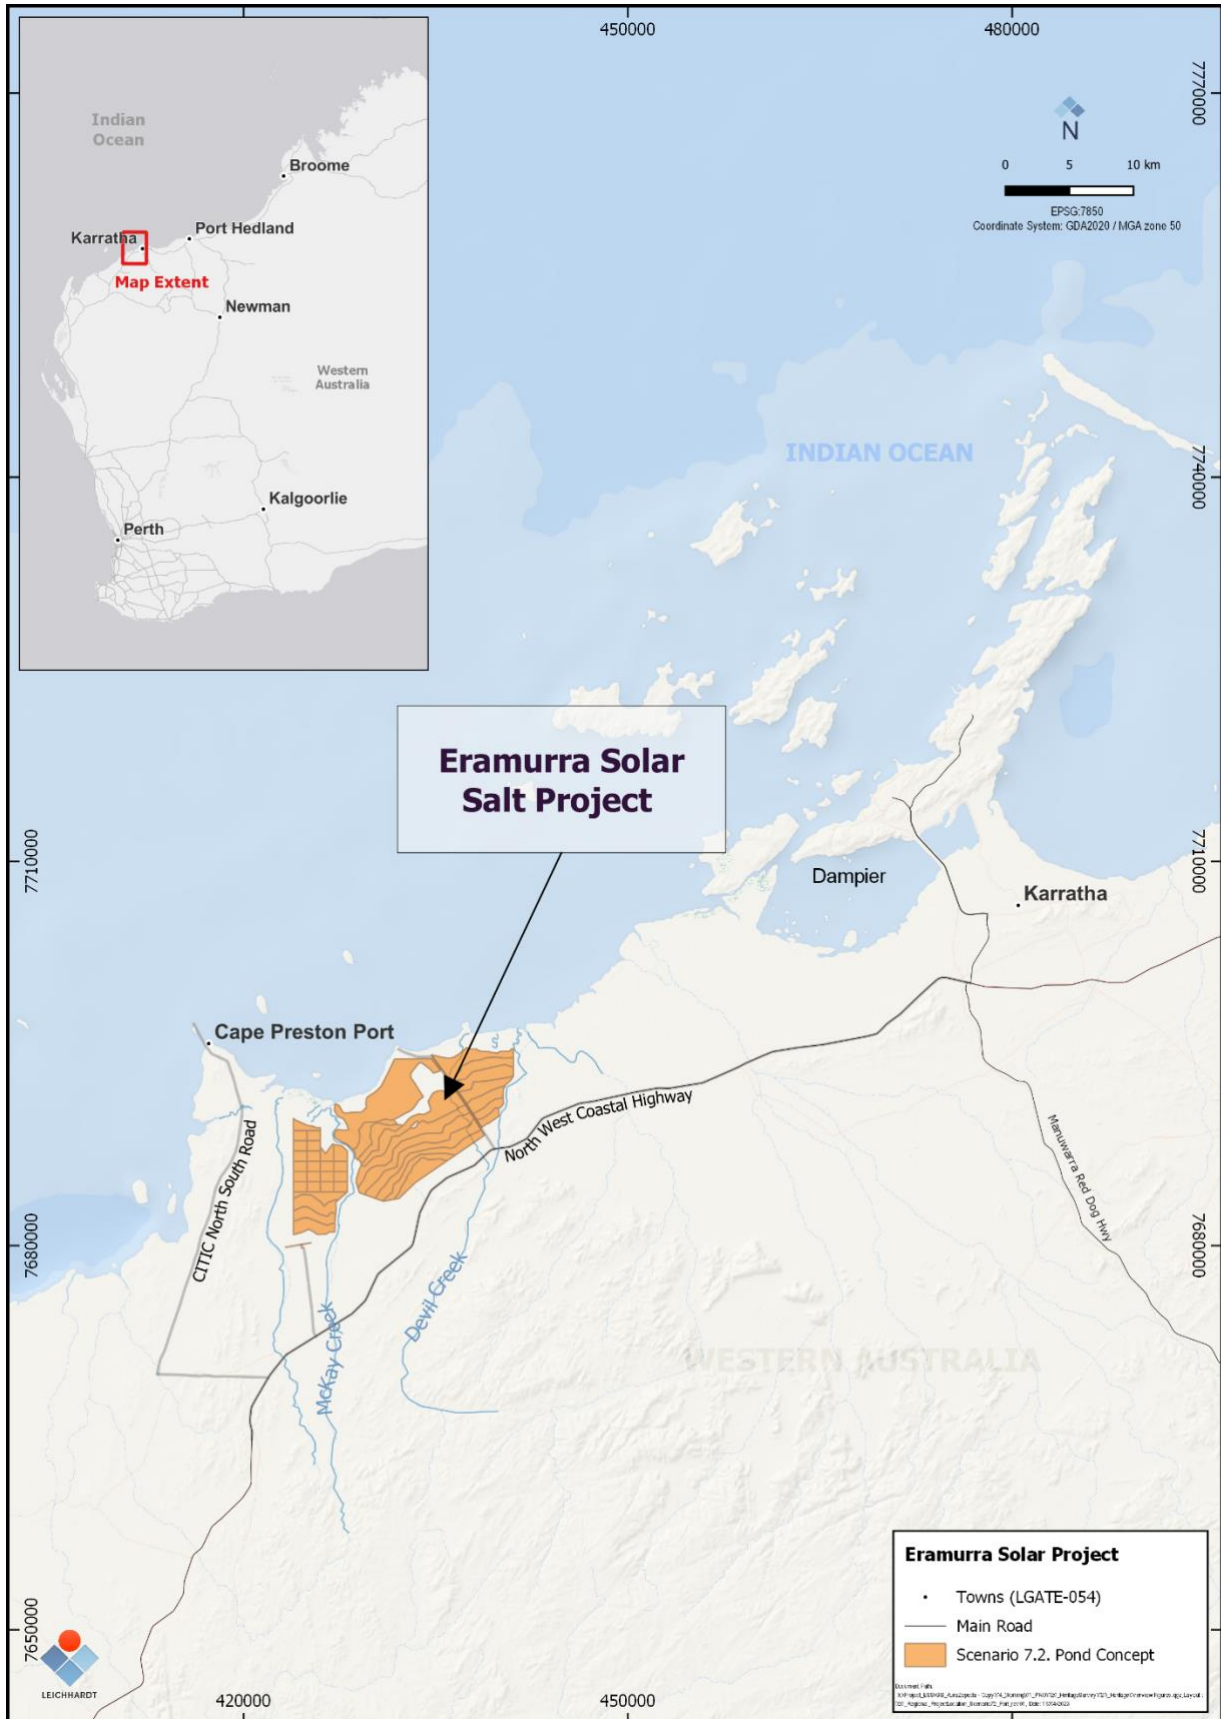 450000
480000
7770000
Indian
Ocean
Broome
Karratha
Port Hedland
Map Extent
Newman
Western
Australia
Kalgoorlie
Perth
N
0 5 10 km
EPSG:7850
Coordinate System: GDA2020 / MGA zone 50
INDIAN OCEAN
7740000
Eramurra Solar
Salt Project
7710000
7710000
Dampier
Karratha
Cape Preston Port
North West Coastal Highway
CITIC North South Road
Manuwarra Red Dog Hwy
7680000
7680000
Devil Creek
McKay Creek
WESTERN AUSTRALIA
7650000
LEICHHARDT
420000
450000
Eramurra Solar Project
Towns (LGATE-054)
Main Road
Scenario 7.2. Pond Concept